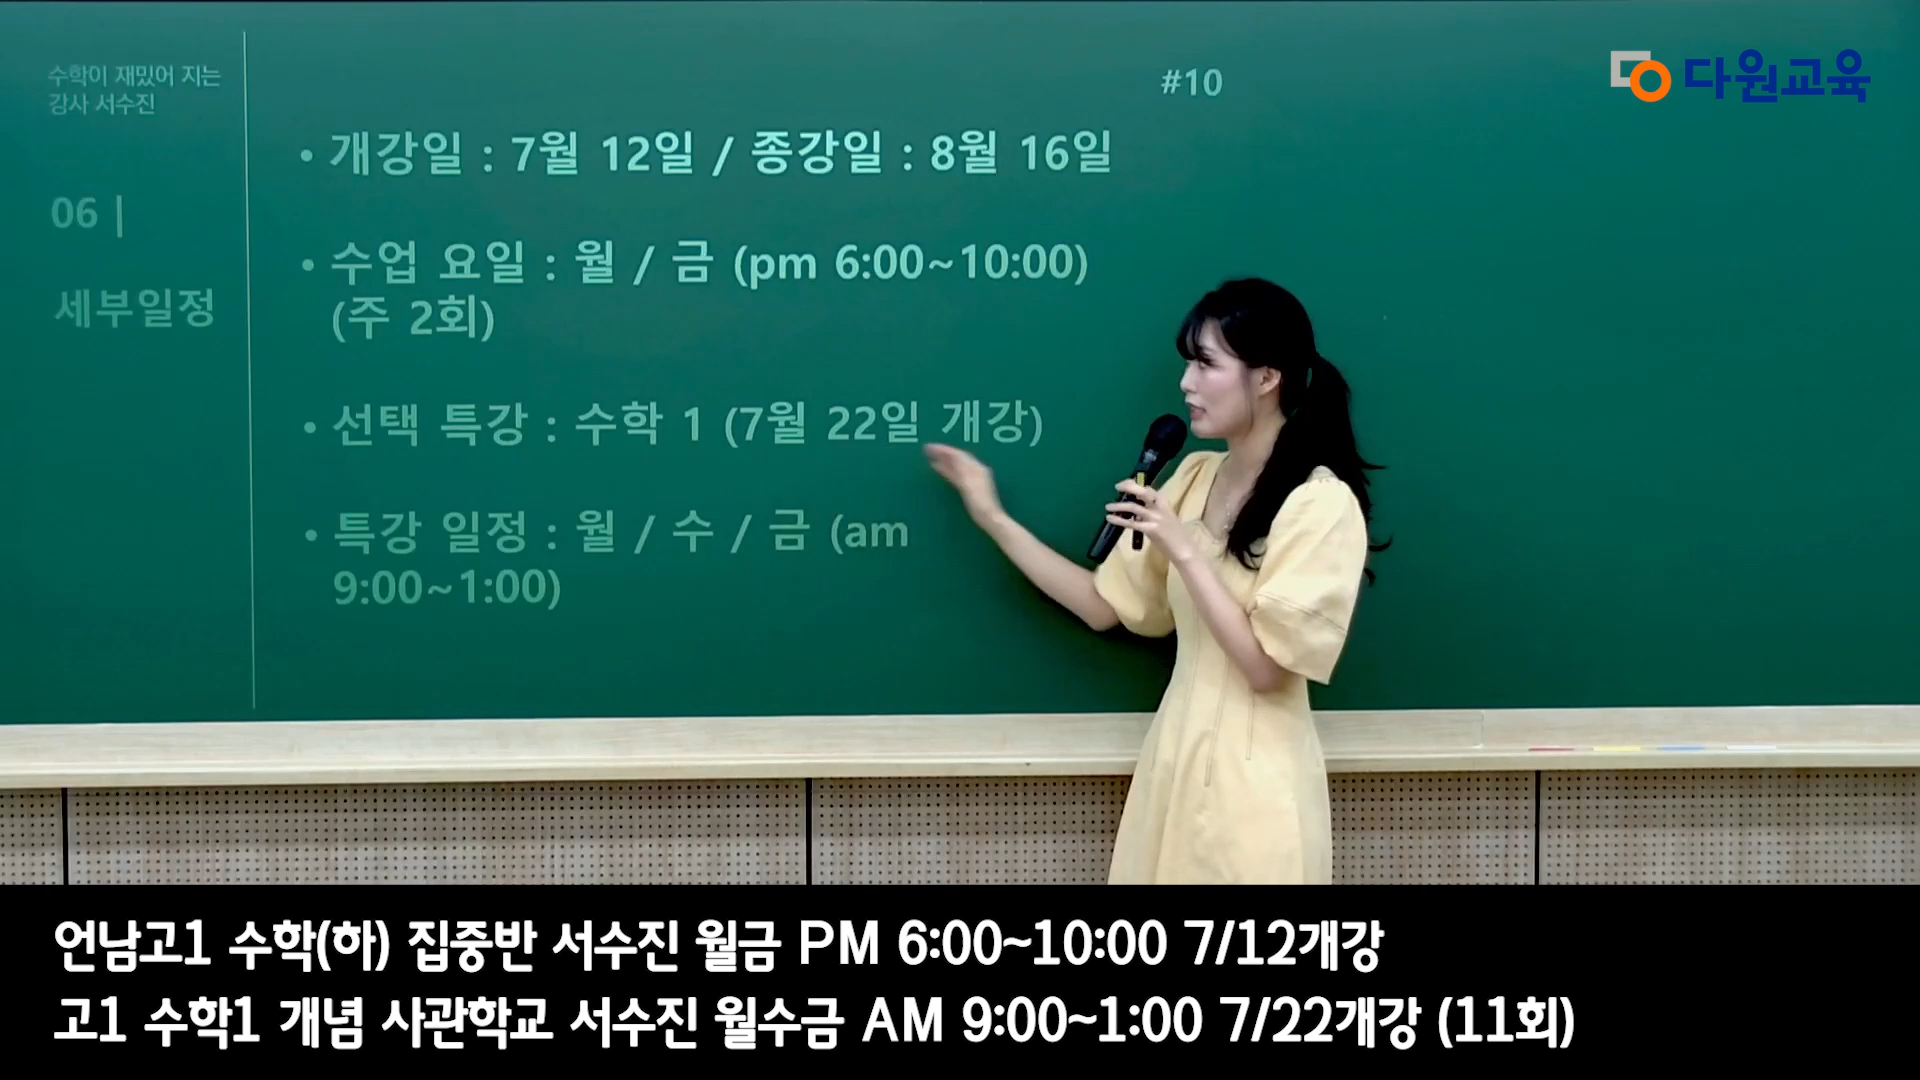 수학이 재밌어 지는
강사 서수진
06 |
세부일정
#10
다원교육
• 개강일 : 7월 12일 / 종강일 : 8월 16일
• 수업 요일 : 월 / 금 (pm 6:00~10:00)
(주 2회)
• 선택 특강 : 수학 1 (7월 22일 개강)
• 특강 일정 : 월 / 수 / 금 (am
9:00~1:00)
언남고1 수학(하) 집중반 서수진 월금 PM 6:00~10:00 7/12개강
고1 수학1 개념 사관학교 서수진 월수금 AM 9:00~1:00 7/22개강 (11회)